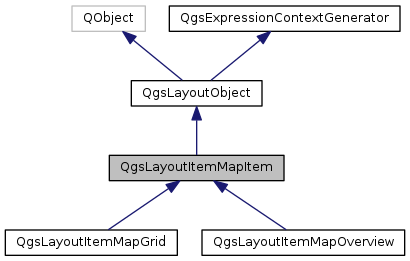 QObject
QgsExpressionContextGenerator
QgsLayoutObject
QgsLayoutItemMapItem
QgsLayoutItemMapGrid
QgsLayoutItemMapOverview